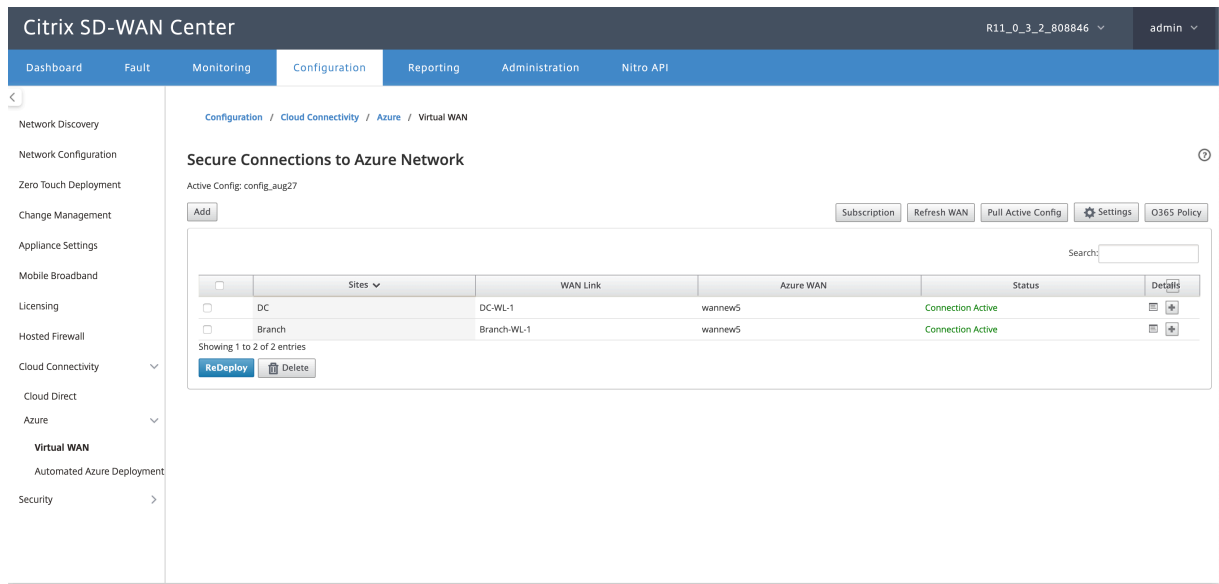 Citrix SD-WAN Center R11_0_3_2_808846 admin
Dashboard Fault Monitoring Configuration Reporting Administration Nitro API
Network Discovery
Network Configuration
Zero Touch Deployment
Change Management
Appliance Settings
Mobile Broadband
Licensing
Hosted Firewall
Cloud Connectivity
Cloud Direct
Azure
Virtual WAN
Automated Azure Deployment
Security
Configuration / Cloud Connectivity / Azure / Virtual WAN
Secure Connections to Azure Network
Active Config: config_aug27
Add Subscription Refresh WAN Pull Active Config Settings O365 Policy
Search:
Sites WAN Link Azure WAN Status Details
DC DC-WL-1 wannew5 Connection Active
Branch Branch-WL-1 wannew5 Connection Active
Showing 1 to 2 of 2 entries
ReDeploy Delete